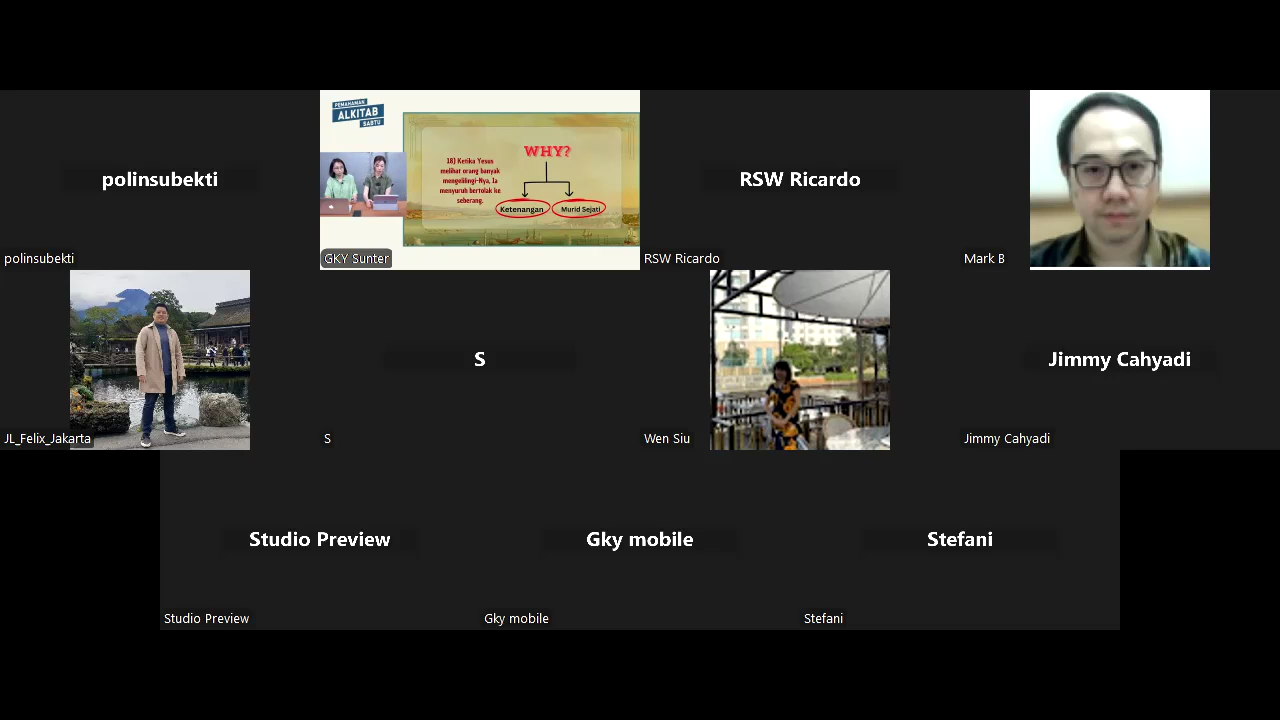 polinsubekti
polinsubekti
PEMAHAMAN
ALKITAB
SABTU
18) Ketika Yesus
melihat orang banyak
mengelilingi-Nya, Ia
menyuruh bertolak ke
seberang.
WHY?
Ketenangan
Murid Sejati
GKY Sunter
RSW Ricardo
RSW Ricardo
Mark B
JL_Felix_Jakarta
S
S
Wen Siu
Jimmy Cahyadi
Jimmy Cahyadi
Studio Preview
Studio Preview
Gky mobile
Gky mobile
Stefani
Stefani